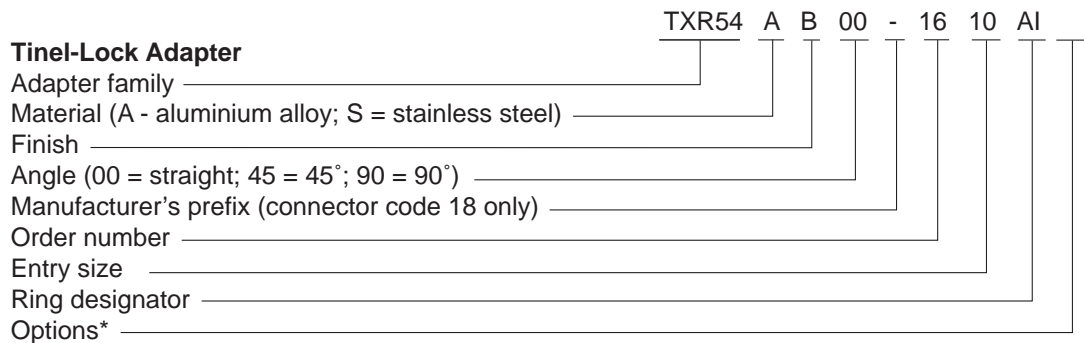 TXR54 A B 00 - 16 10 AI
Tinel-Lock Adapter
Adapter family
Material (A - aluminium alloy; S = stainless steel)
Finish
Angle (00 = straight; 45 = 45˚; 90 = 90˚)
Manufacturer's prefix (connector code 18 only)
Order number
Entry size
Ring designator
Options*